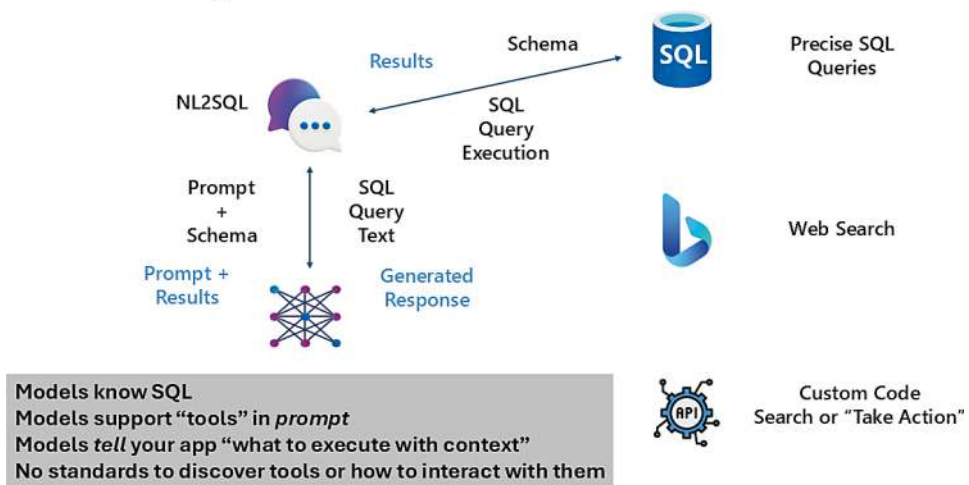 Schema
Results
SQL
Precise SQL
Queries
NL2SQL
SQL
Query
Execution
Prompt
+
Schema
SQL
Query
Text
Web Search
Prompt +
Results
Generated
Response
Models know SQL
Models support “tools” in prompt
Models tell your app “what to execute with context”
No standards to discover tools or how to interact with them
API
Custom Code
Search or “Take Action”